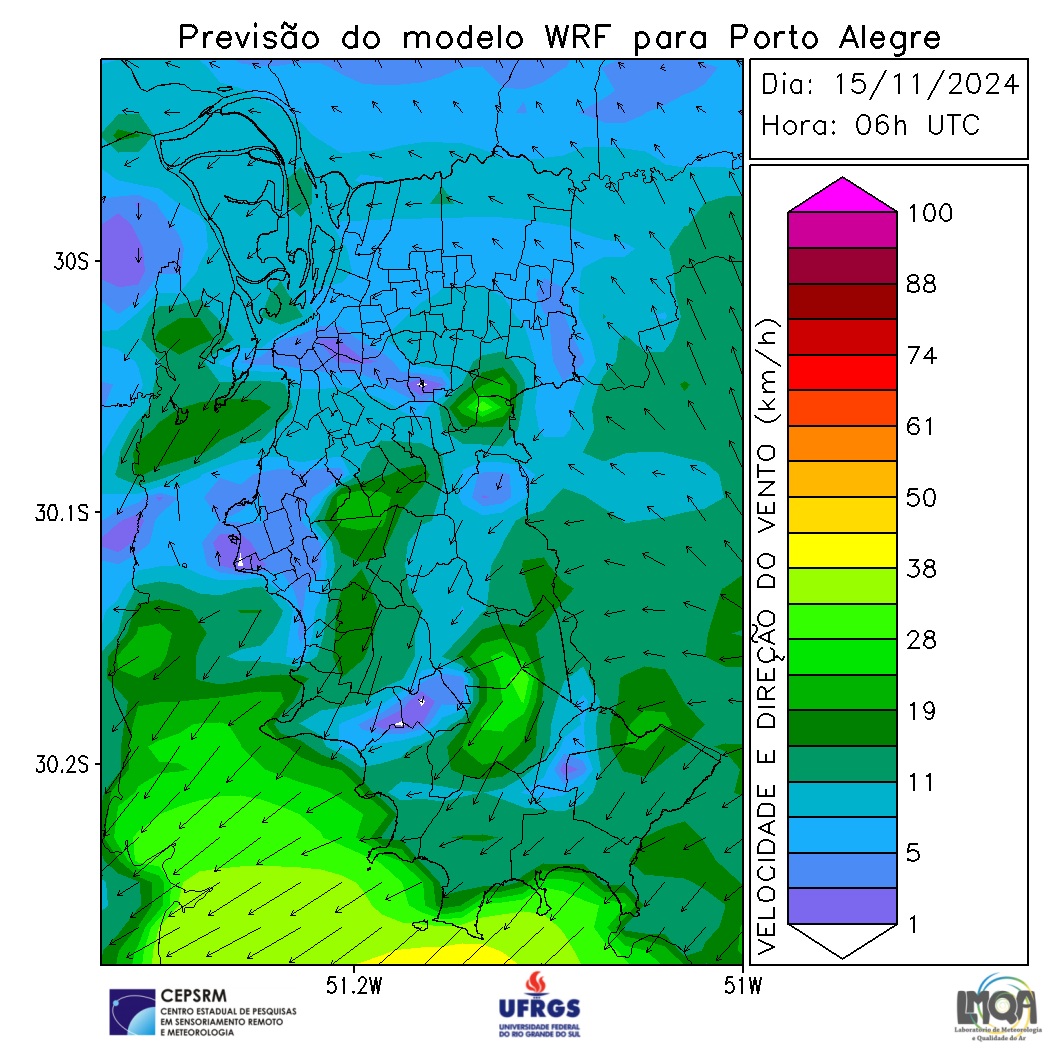 Previsão do modelo WRF para Porto Alegre
Dia: 15/11/2024
Hora: 06h UTC
30S
30.1S
30.2S
51.2W
51W
VELOCIDADE E DIREÇÃO DO VENTO (km/h)
100
88
74
61
50
38
28
19
11
5
1
CEPSRM
CENTRO ESTADUAL DE PESQUISAS
EM SENSORIAMENTO REMOTO
E METEOROLOGIA
UFRGS
UNIVERSIDADE FEDERAL
DO RIO GRANDE DO SUL
LMQA
Laboratório de Meteorologia
e Qualidade do Ar